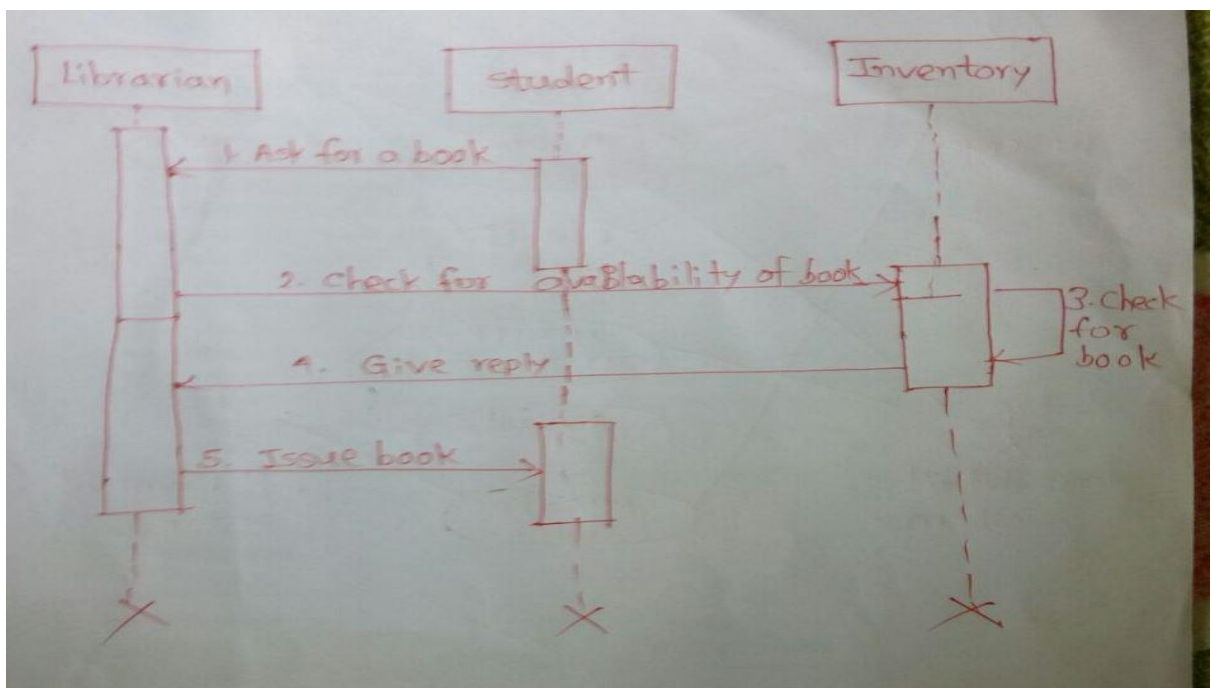 Librarian
student
Inventory
1. Ask for a book
2. Check for availability of book
3. Check
for
book
4. Give reply
5. Issue book